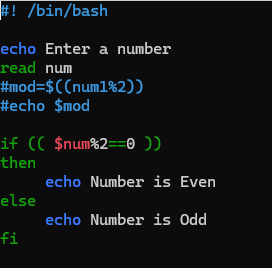 #! /bin/bash
echo Enter a number
read num
#mod=$((num1%2))
#echo $mod
if (( $num%2==0 ))
then
echo Number is Even
else
echo Number is Odd
fi